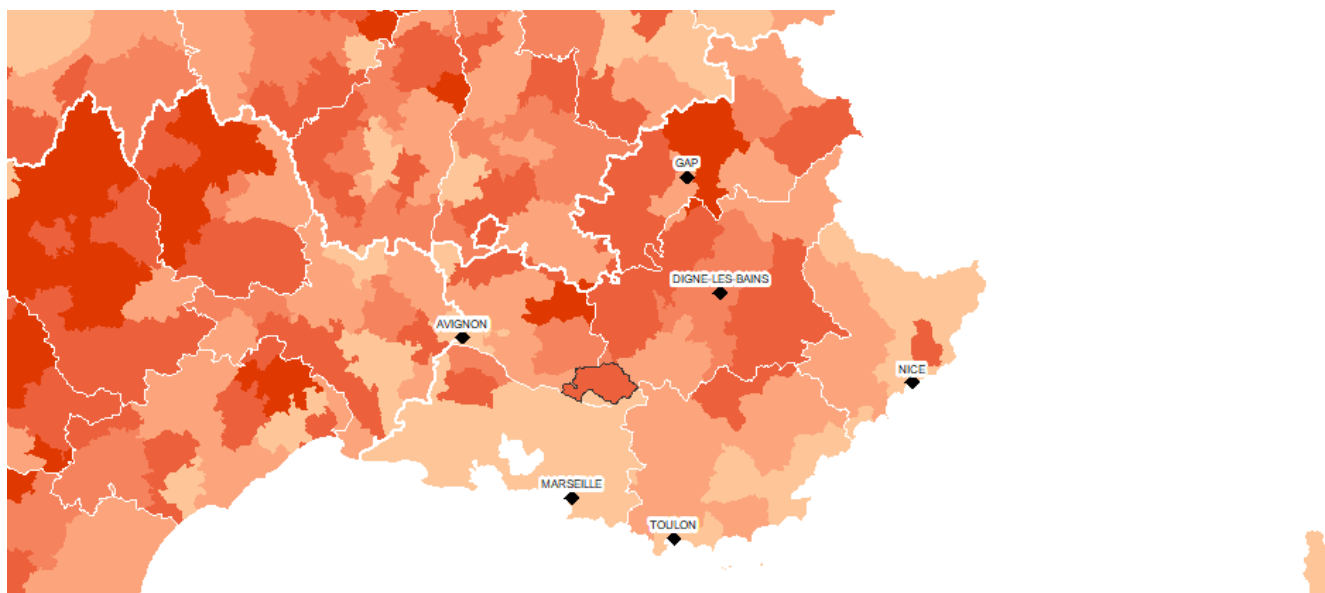 GAP
DIGNE-LES-BAINS
AVIGNON
NICE
MARSEILLE
TOULON